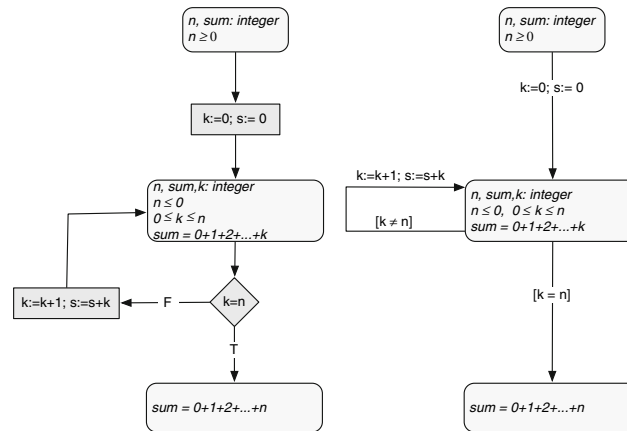 n, sum: integer
n ≥ 0
k:=0; s:= 0
n, sum,k: integer
n ≤ 0
0 ≤ k ≤ n
sum = 0+1+2+...+k
k:=k+1; s:=s+k
F
k=n
T
sum = 0+1+2+...+n
n, sum: integer
n ≥ 0
k:=0; s:= 0
k:=k+1; s:=s+k
n, sum,k: integer
n ≤ 0, 0 ≤ k ≤ n
sum = 0+1+2+...+k
[k ≠ n]
[k = n]
sum = 0+1+2+...+n